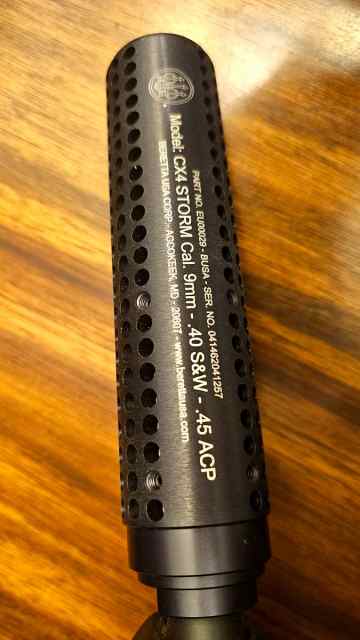 PART NO. EU00029 - BUSA - SER. NO. 041462041257
Model: CX4 STORM Cal. 9mm - .40 S&W - .45 ACP
BERETTA USA CORP. - ACCOKEEK, MD - 20607 - www.berettausa.com